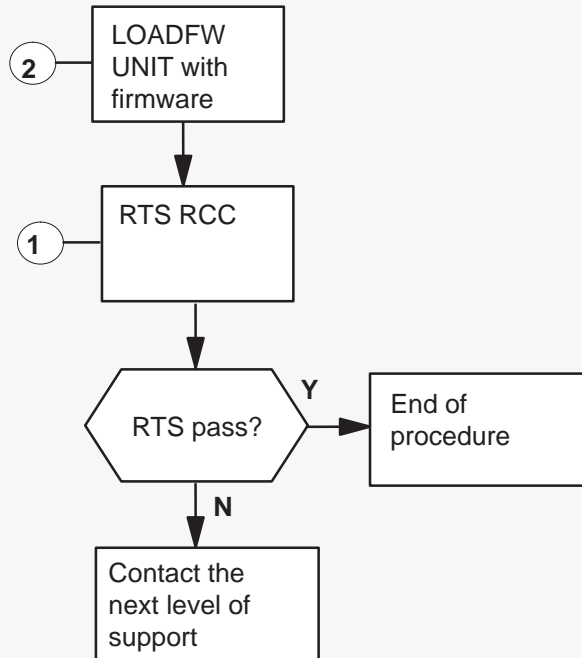 2
LOADFW
UNIT with
firmware
1
RTS RCC
RTS pass?
Y
End of
procedure
N
Contact the
next level of
support